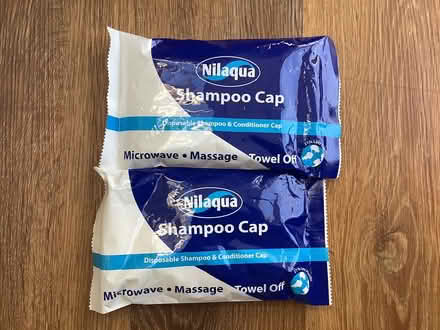 Nilaqua
Shampoo Cap
Disposable Shampoo & Conditioner Cap
Microwave • Massage • Towel Off
Nilaqua
Shampoo Cap
Disposable Shampoo & Conditioner Cap
Microwave • Massage • Towel Off